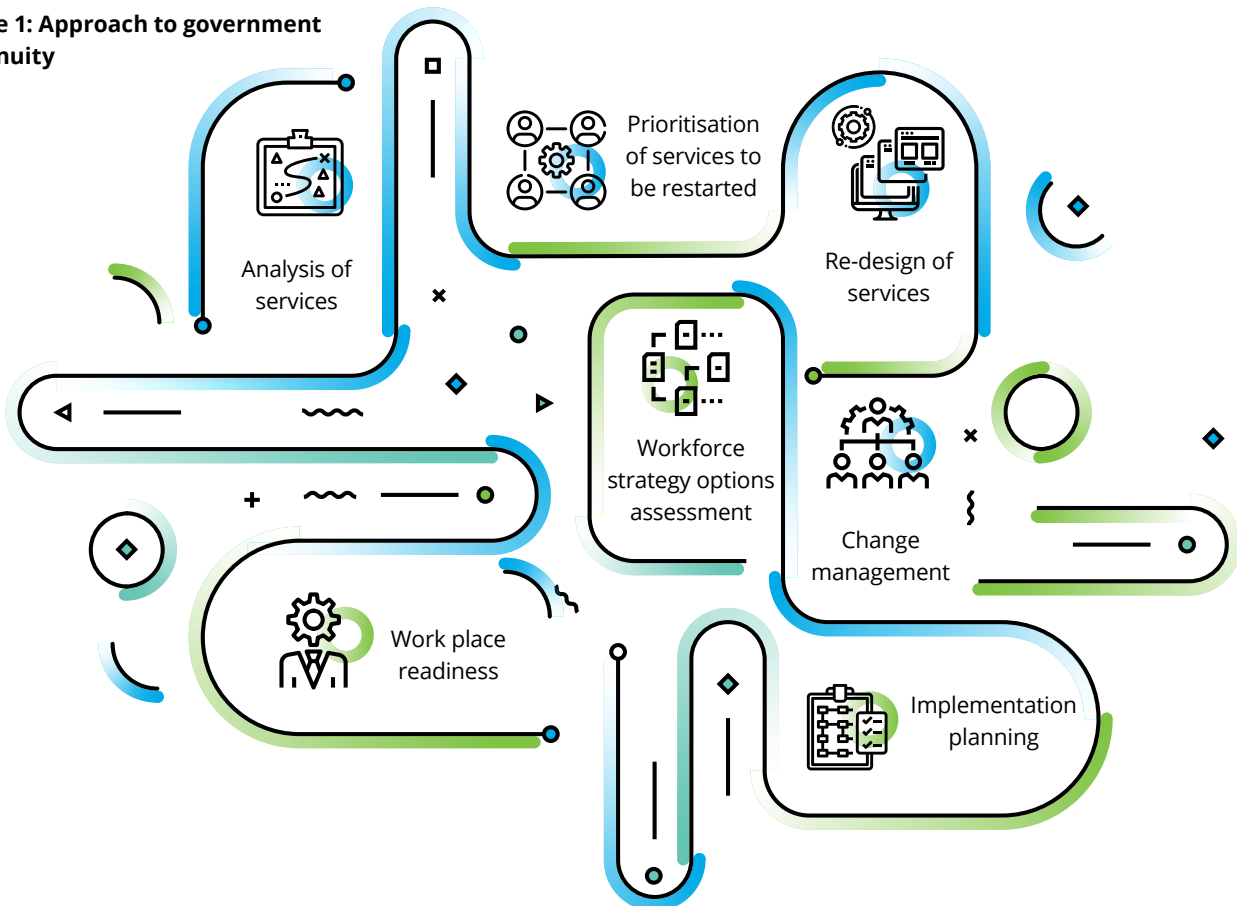 e 1: Approach to government
nuity
Prioritisation
of services to
be restarted
Analysis of
services
Re-design of
services
Workforce
strategy options
assessment
Change
management
Work place
readiness
Implementation
planning